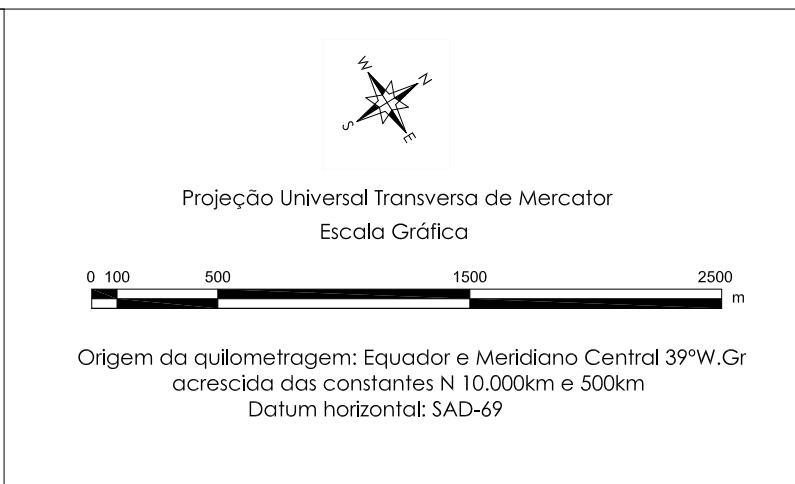 W
N
S
E
Projeção Universal Transversa de Mercator
Escala Gráfica
0 100 500 1500 2500
m
Origem da quilometragem: Equador e Meridiano Central 39ºW.Gr
acrescida das constantes N 10.000km e 500km
Datum horizontal: SAD-69